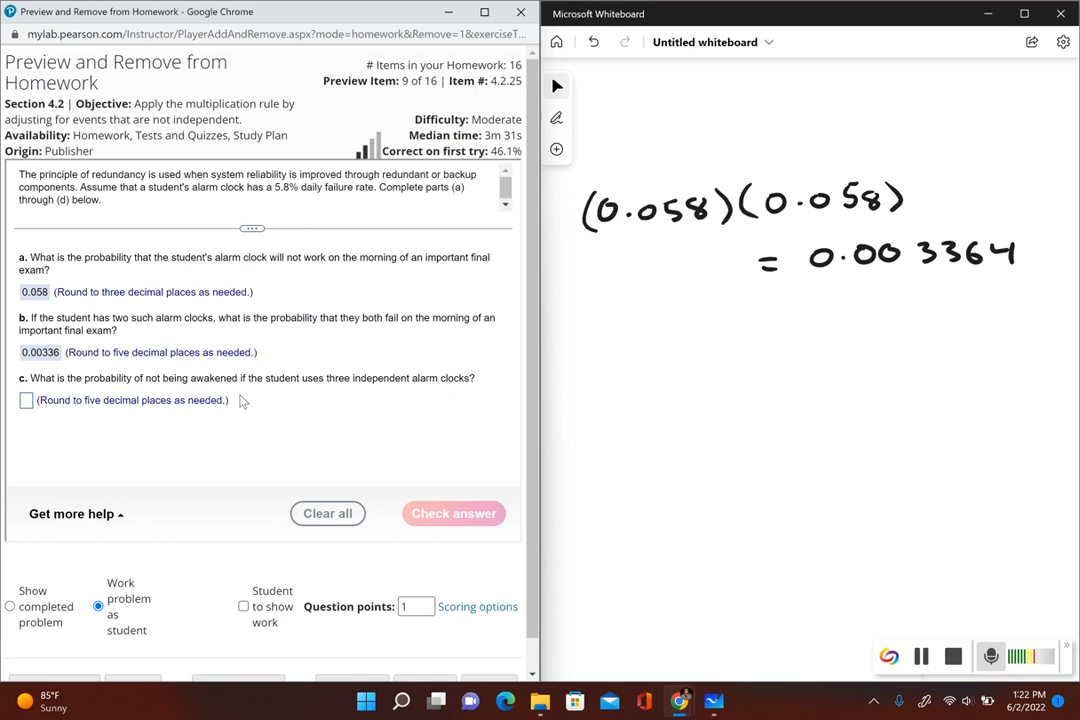 Preview and Remove from Homework - Google Chrome
mylab.pearson.com/Instructor/PlayerAddAndRemove.aspx?mode=homework&Remove=1&exerciseT...
Preview and Remove from
Homework
# Items in your Homework: 16
Preview Item: 9 of 16 | Item #: 4.2.25
Section 4.2 | Objective: Apply the multiplication rule by
adjusting for events that are not independent.
Availability: Homework, Tests and Quizzes, Study Plan
Origin: Publisher
Difficulty: Moderate
Median time: 3m 31s
Correct on first try: 46.1%
The principle of redundancy is used when system reliability is improved through redundant or backup
components. Assume that a student's alarm clock has a 5.8% daily failure rate. Complete parts (a)
through (d) below.
a. What is the probability that the student's alarm clock will not work on the morning of an important final
exam?
0.058 (Round to three decimal places as needed.)
b. If the student has two such alarm clocks, what is the probability that they both fail on the morning of an
important final exam?
0.00336 (Round to five decimal places as needed.)
c. What is the probability of not being awakened if the student uses three independent alarm clocks?
(Round to five decimal places as needed.)
Get more help
Clear all
Check answer
Show
completed
problem
Work
problem
as
student
Student
to show
work
Question points: 1
Scoring options
Microsoft Whiteboard
Untitled whiteboard
(0.058)(0.058)
= 0.003364
85°F
Sunny
1:22 PM
6/2/2022
1